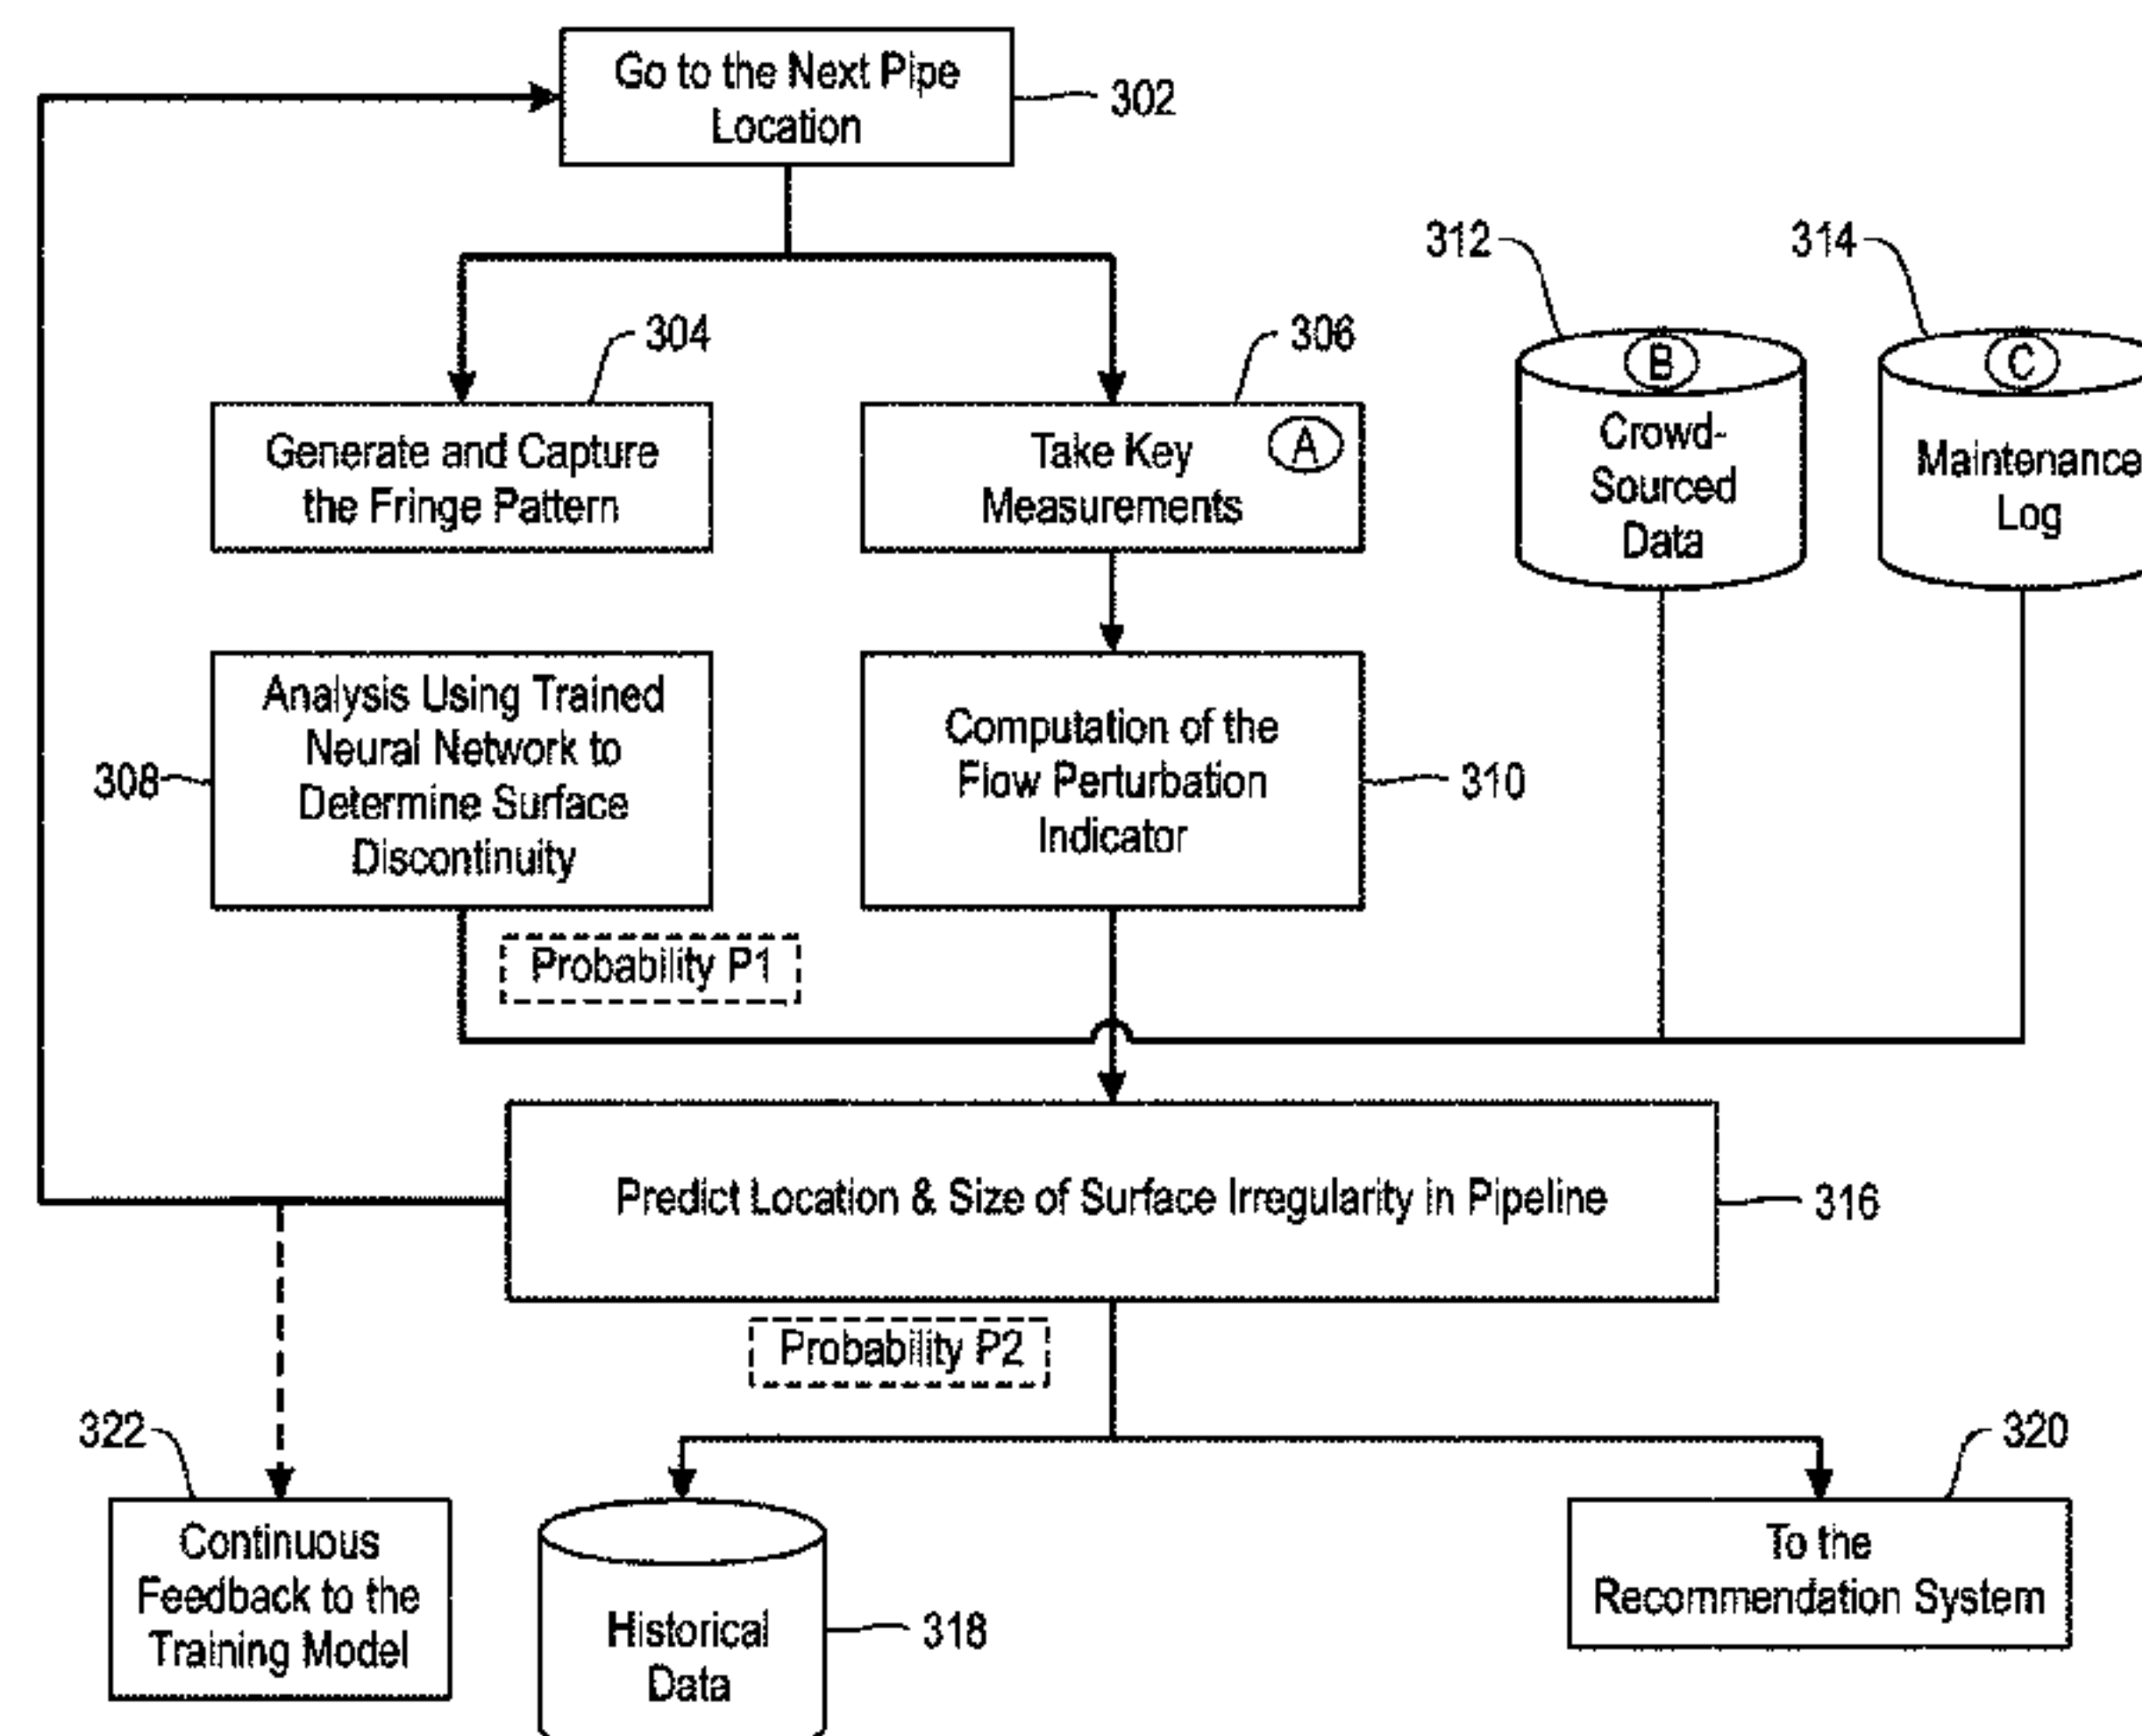 Go to the Next Pipe
Location
302
312
314
304
306
B
C
Generate and Capture
the Fringe Pattern
Take Key
Measurements
A
Crowd-
Sourced
Data
Maintenance
Log
308
Analysis Using Trained
Neural Network to
Determine Surface
Discontinuity
Computation of the
Flow Perturbation
Indicator
310
Probability P1
Predict Location & Size of Surface Irregularity in Pipeline
316
Probability P2
322
320
Continuous
Feedback to the
Training Model
Historical
Data
318
To the
Recommendation System